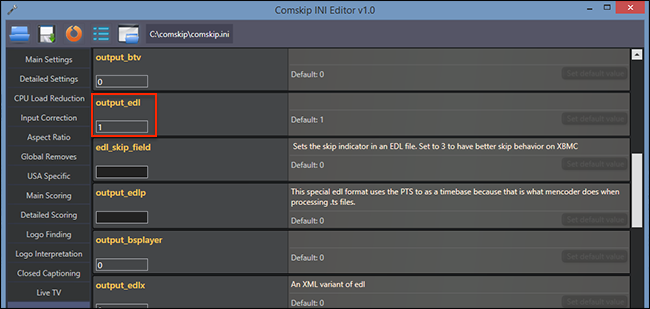 Comskip INI Editor v1.0
C:\comskip\comskip.ini
Main Settings
Detailed Settings
CPU Load Reduction
Input Correction
Aspect Ratio
Global Removes
USA Specific
Main Scoring
Detailed Scoring
Logo Finding
Logo Interpretation
Closed Captioning
Live TV
output_btv
0
Default: 0
Set default value
output_edl
1
Default: 1
Set default value
edl_skip_field
Sets the skip indicator in an EDL file. Set to 3 to have better skip behavior on XBMC
Default: 0
Set default value
output_edlp
This special edl format uses the PTS to as a timebase because that is what mencoder does when
processing .ts files.
Default: 0
Set default value
output_bsplayer
0
Default: 0
Set default value
output_edlx
An XML variant of edl
Default: 0
Set default value